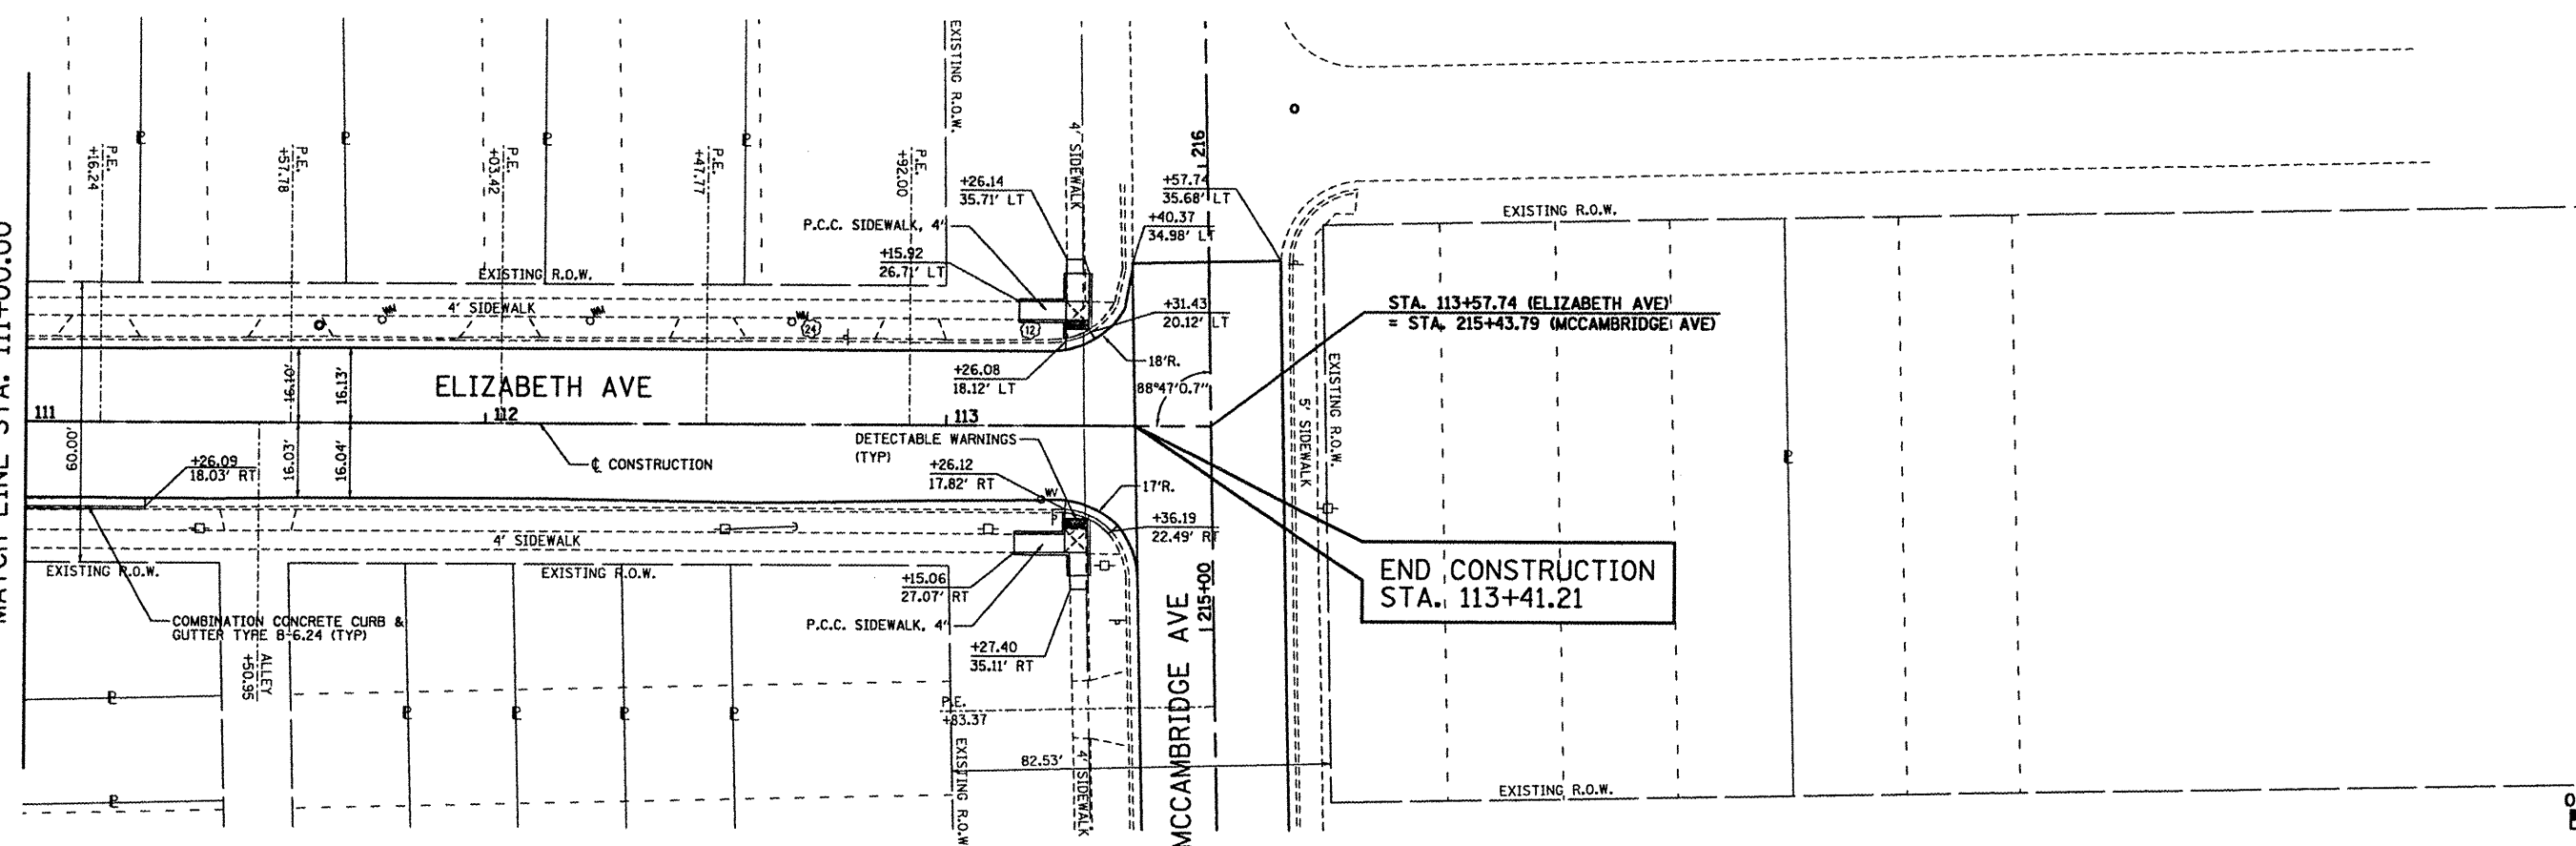 MATCH LINE STA. 111+00.00
P.E.
+16.24
P.E.
+57.78
P.E.
+03.42
P.E.
+47.77
P.E.
+92.00
EXISTING R.O.W.
4' SIDEWALK
216
+26.14
35.71' LT
+57.74
35.68' LT
P.C.C. SIDEWALK, 4'
+40.37
34.98' LT
+15.92
26.71' LT
EXISTING R.O.W.
EXISTING R.O.W.
4' SIDEWALK
24
12
+31.43
20.12' LT
STA. 113+57.74 (ELIZABETH AVE)
= STA. 215+43.79 (MCCAMBRIDGE AVE)
18'R.
+26.08
18.12' LT
88°47'0.7"
ELIZABETH AVE
16.10'
16.13'
111
112
113
60.00'
16.03'
16.04'
DETECTABLE WARNINGS
(TYP)
EXISTING R.O.W.
5' SIDEWALK
+26.09
18.03' RT
℄ CONSTRUCTION
+26.12
17.82' RT
17'R.
WV
+36.19
22.49' RT
4' SIDEWALK
EXISTING R.O.W.
EXISTING R.O.W.
+15.06
27.07' RT
END CONSTRUCTION
STA. 113+41.21
COMBINATION CONCRETE CURB &
GUTTER TYPE B-6.24 (TYP)
P.C.C. SIDEWALK, 4'
215+00
MCCAMBRIDGE AVE
+27.40
35.11' RT
ALLEY
+50.95
P.E.
+83.37
82.53'
EXISTING R.O.W
4' SIDEWALK
EXISTING R.O.W.